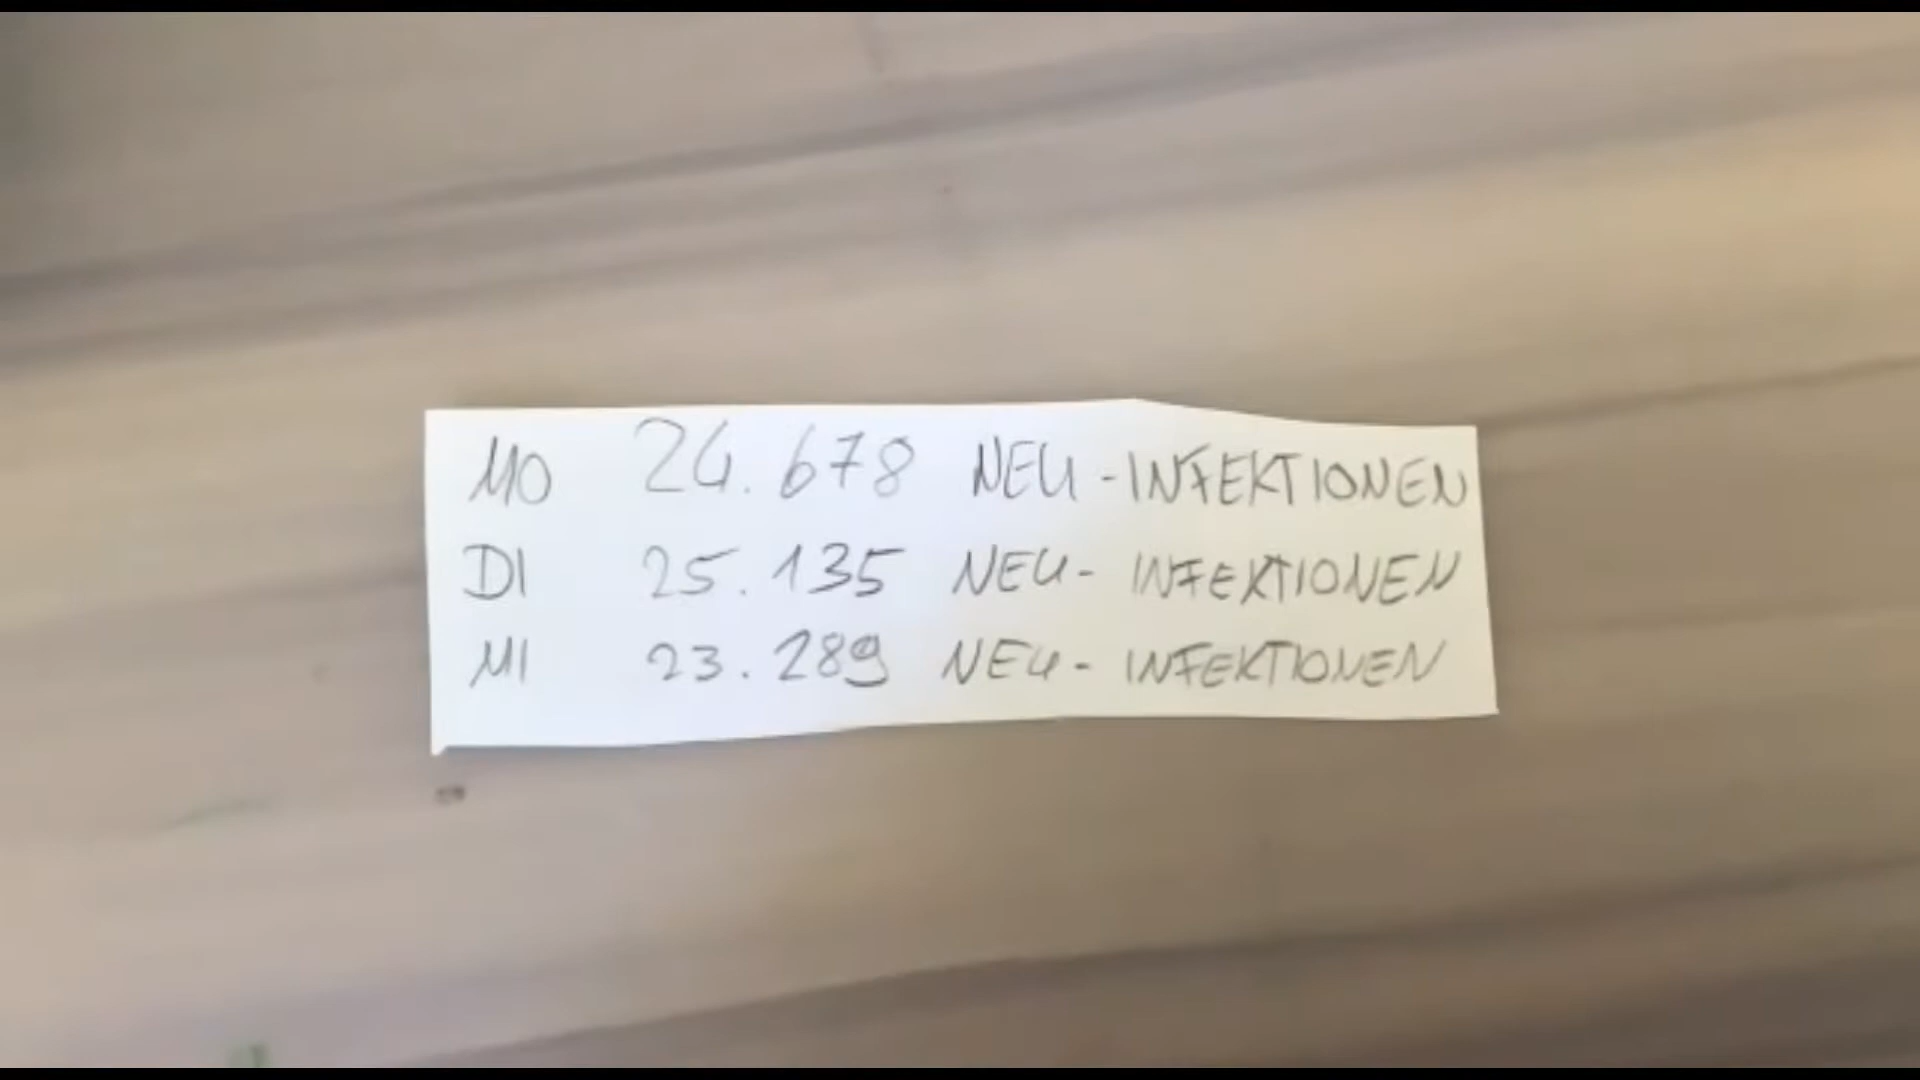 MO 24.678 NEU-INFEKTIONEN
DI 25.135 NEU- INFEKTIONEN
MI 23.289 NEU- INFEKTIONEN